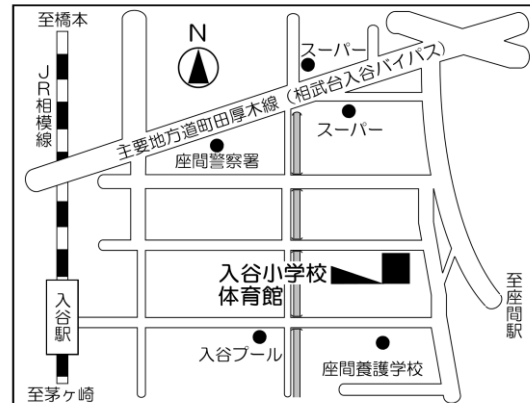 至橋本
JR相模線
N
スーパー
主要地方道町田厚木線(相武台入谷バイパス)
スーパー
座間警察署
入谷小学校
体育館
入谷駅
至座間駅
入谷プール
座間養護学校
至茅ヶ崎